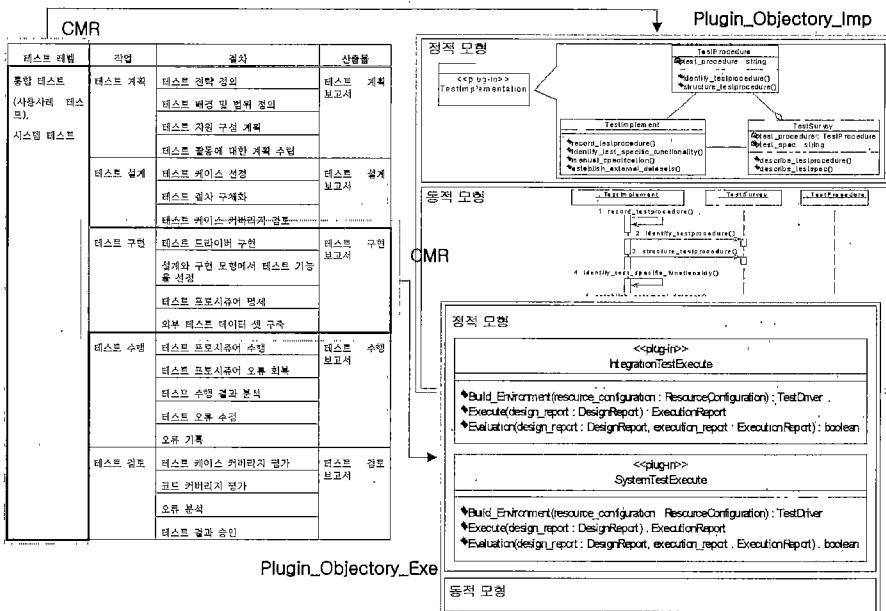 CMR
Plugin_Objectory_Imp
테스트 레벨 작업 절차 산출물
통합 테스트
(사용사례 테스트),
시스템 테스트
테스트 계획
테스트 전략 정의
테스트 배경 및 범위 정의
테스트 자원 구성 계획
테스트 활동에 대한 계획 수립
테스트 계획
보고서
테스트 설계
테스트 케이스 선정
테스트 절차 구체화
테스트 케이스 커버리지 검토
테스트 설계
보고서
테스트 구현
테스트 드라이버 구현
설계와 구현 모형에서 테스트 기능
을 선정
테스트 프로시쥬어 명세
외부 테스트 데이터 셋 구축
테스트 구현
보고서
테스트 수행
테스트 프로시쥬어 수행
테스트 프로시쥬어 오류 회복
테스트 수행 결과 분석
테스트 오류 수정
오류 기록
테스트 수행
보고서
테스트 검토
테스트 케이스 커버리지 평가
코드 커버리지 평가
오류 분석
테스트 결과 승인
테스트 검토
보고서
정적 모형
<<plug-in>>
TestImplementation
TestProcedure
test_procedure string
identify_testprocedure()
structure_testprocedure()
TestImplement
record_testprocedure()
identify_test_specific_functionality()
manual_specification()
establish_external_datasets()
TestSurvey
test_procedure : TestProcedure
test_spec string
describe_testprocedure()
describe_testspec()
동적 모형
TestImplement TestSurvey TestProcedure
1 record_testprocedure()
2 identify_testprocedure()
3 structure_testprocedure()
4 identify_test_specific_functionality()
CMR
정적 모형
<<plug-in>>
IntegrationTestExecute
Build_Environment(resource_configuration : ResourceConfiguration) : TestDriver
Execute(design_report : DesignReport) : ExecutionReport
Evaluation(design_report : DesignReport, execution_report : ExecutionReport) : boolean
<<plug-in>>
SystemTestExecute
Build_Environment(resource_configuration ResourceConfiguration) : TestDriver
Execute(design_report : DesignReport) . ExecutionReport
Evaluation(design_report : DesignReport, execution_report . ExecutionReport) . boolean
Plugin_Objectory_Exe
동적 모형